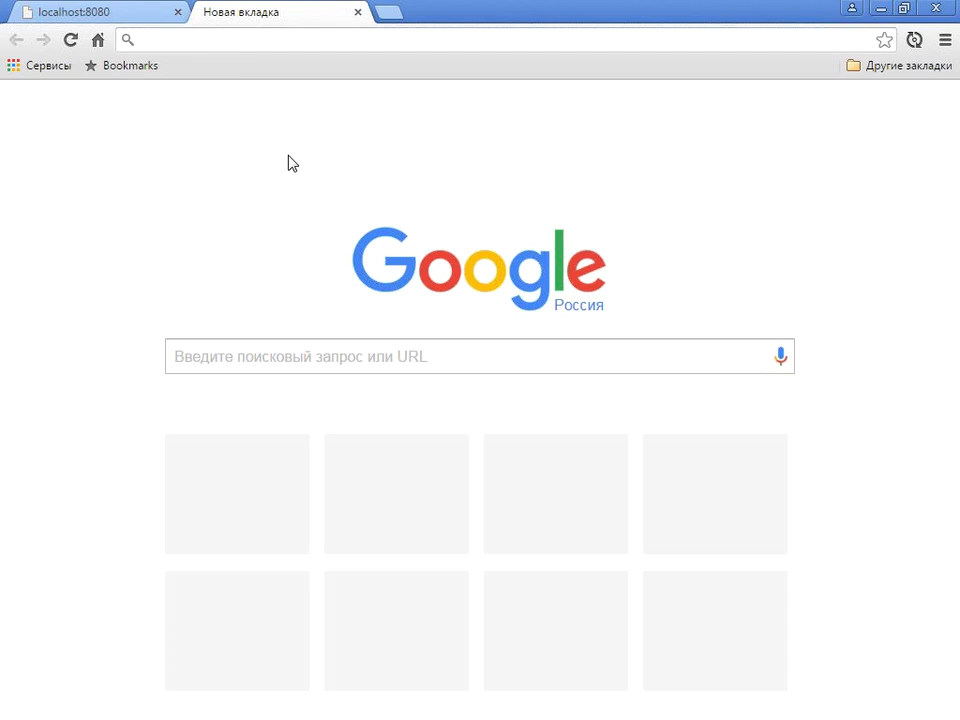 localhost:8080
Новая вкладка
Сервисы
Bookmarks
Другие закладки
Google
Россия
Введите поисковый запрос или URL